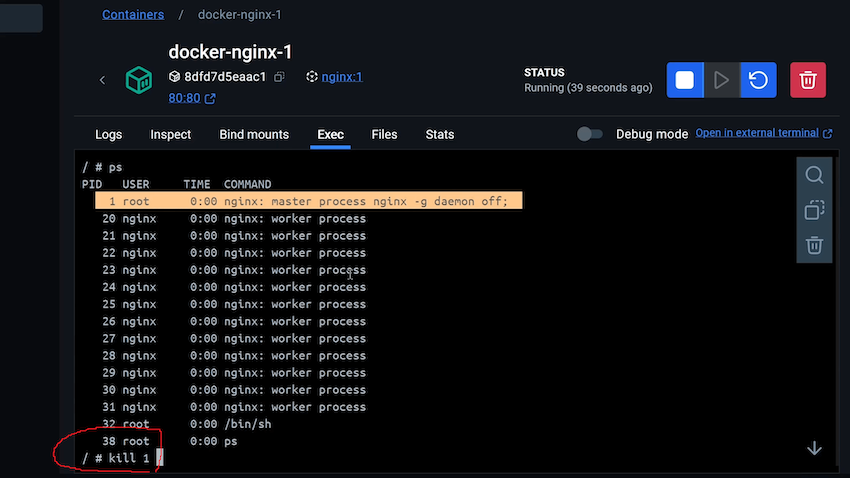 Containers / docker-nginx-1
docker-nginx-1
8dfd7d5eaac1 nginx:1
80:80
STATUS
Running (39 seconds ago)
Logs Inspect Bind mounts Exec Files Stats Debug mode Open in external terminal
/ # ps
PID USER TIME COMMAND
1 root 0:00 nginx: master process nginx -g daemon off;
20 nginx 0:00 nginx: worker process
21 nginx 0:00 nginx: worker process
22 nginx 0:00 nginx: worker process
23 nginx 0:00 nginx: worker process
24 nginx 0:00 nginx: worker process
25 nginx 0:00 nginx: worker process
26 nginx 0:00 nginx: worker process
27 nginx 0:00 nginx: worker process
28 nginx 0:00 nginx: worker process
29 nginx 0:00 nginx: worker process
30 nginx 0:00 nginx: worker process
31 nginx 0:00 nginx: worker process
32 root 0:00 /bin/sh
38 root 0:00 ps
/ # kill 1